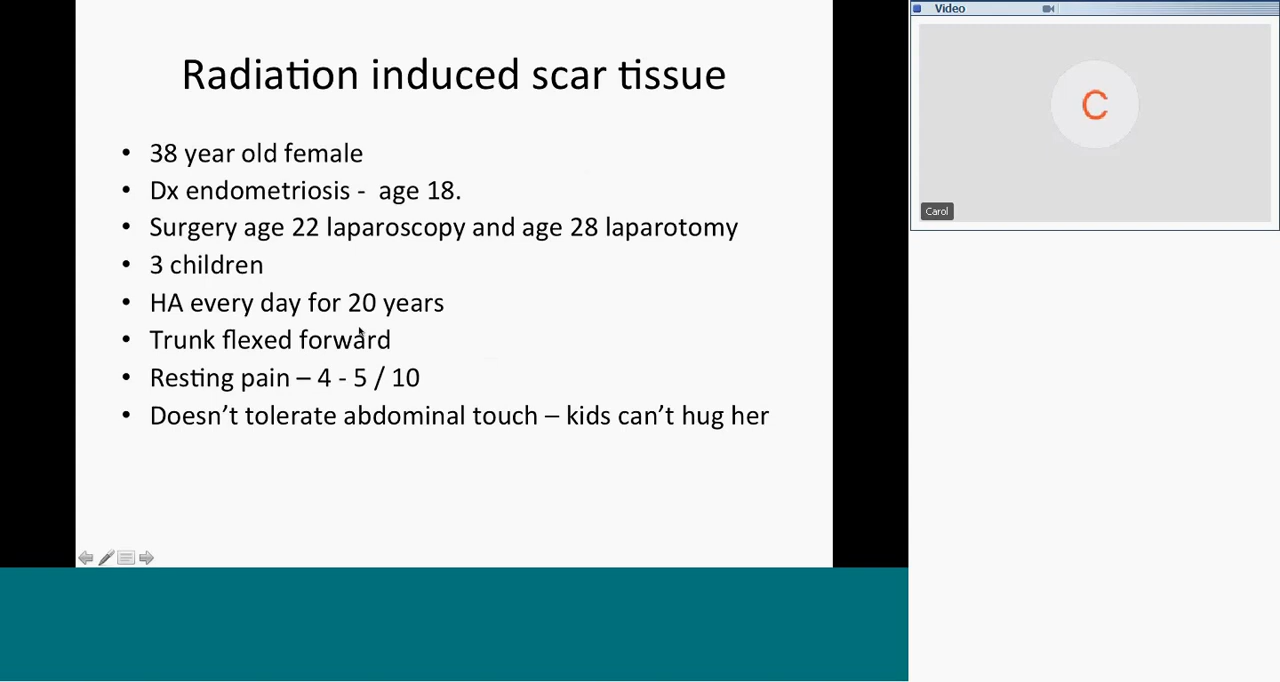 Radiation induced scar tissue
• 38 year old female
• Dx endometriosis - age 18.
• Surgery age 22 laparoscopy and age 28 laparotomy
• 3 children
• HA every day for 20 years
• Trunk flexed forward
• Resting pain – 4 - 5 / 10
• Doesn’t tolerate abdominal touch – kids can’t hug her
Video
C
Carol